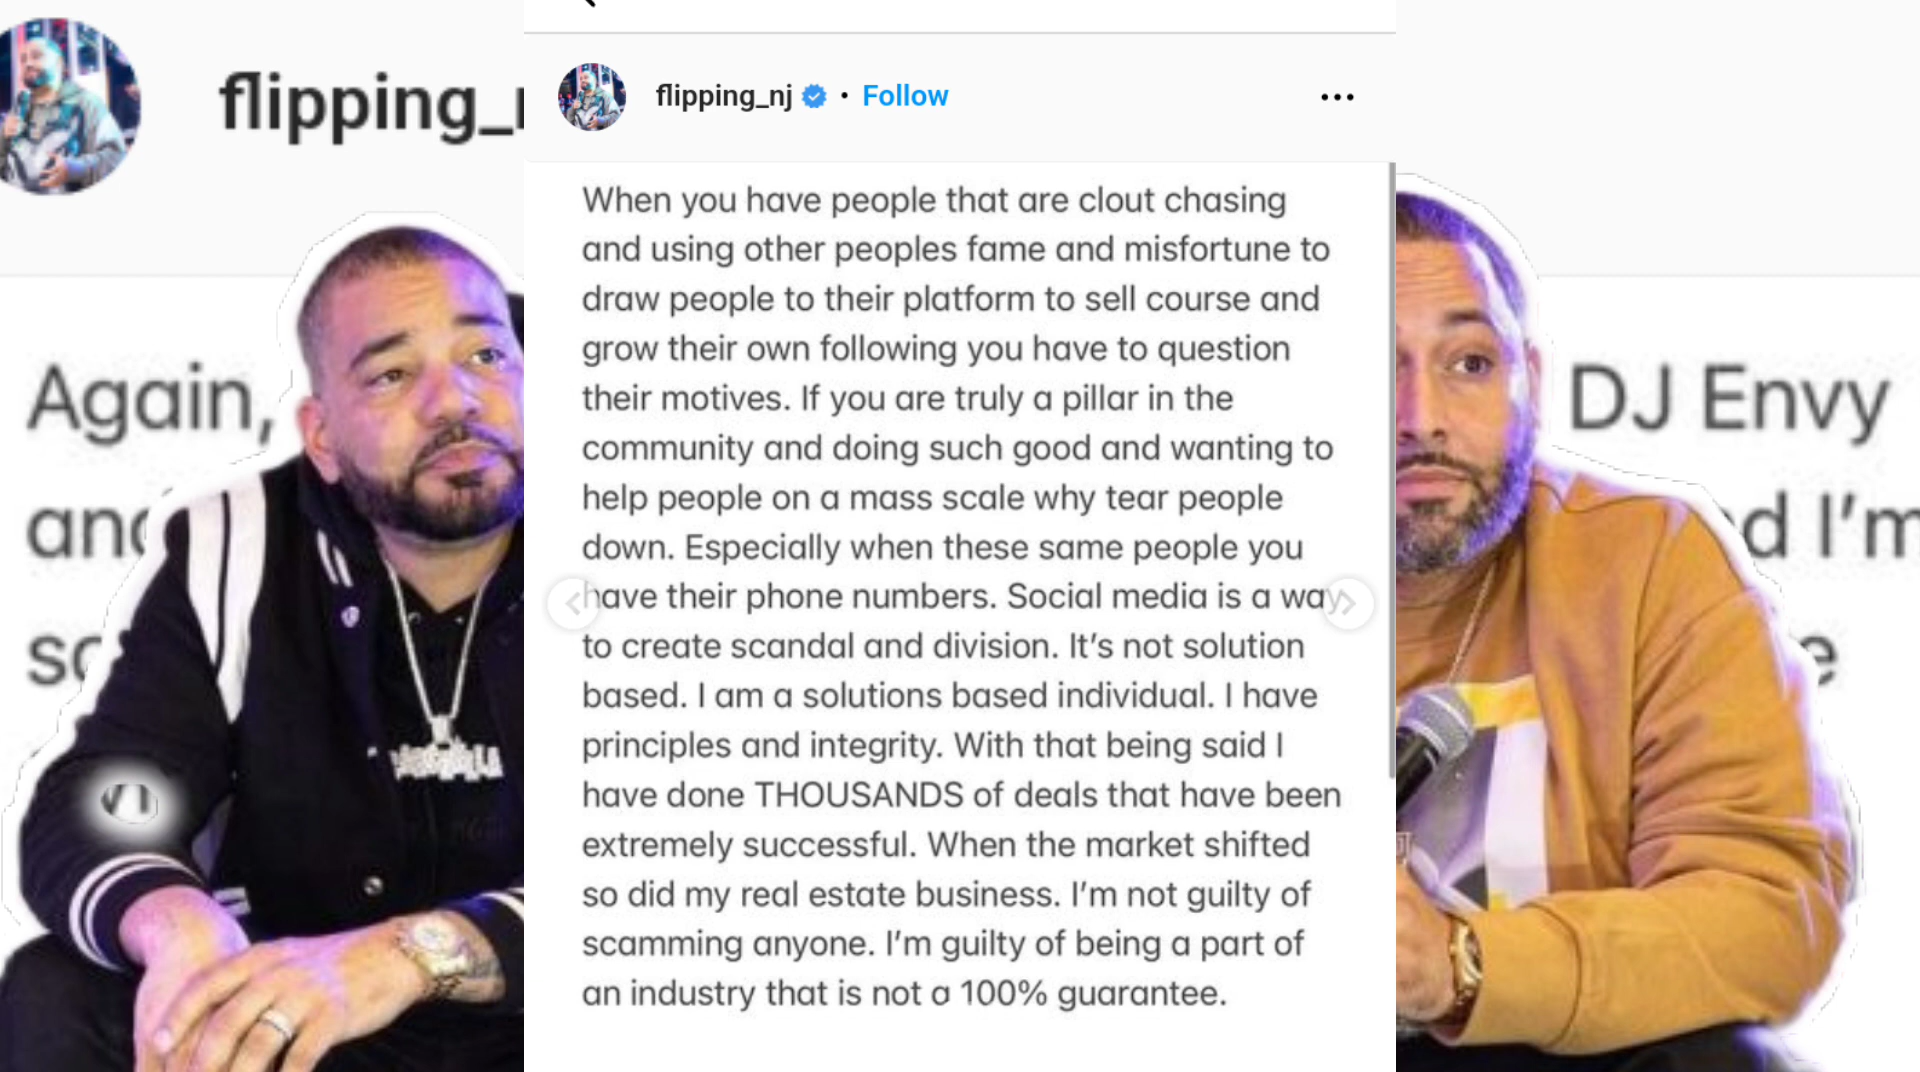 flipping_
flipping_nj • Follow
When you have people that are clout chasing
and using other peoples fame and misfortune to
draw people to their platform to sell course and
grow their own following you have to question
their motives. If you are truly a pillar in the
community and doing such good and wanting to
help people on a mass scale why tear people
down. Especially when these same people you
have their phone numbers. Social media is a way
to create scandal and division. It's not solution
based. I am a solutions based individual. I have
principles and integrity. With that being said I
have done THOUSANDS of deals that have been
extremely successful. When the market shifted
so did my real estate business. I'm not guilty of
scamming anyone. I'm guilty of being a part of
an industry that is not a 100% guarantee.
Again,
DJ Envy
I'm